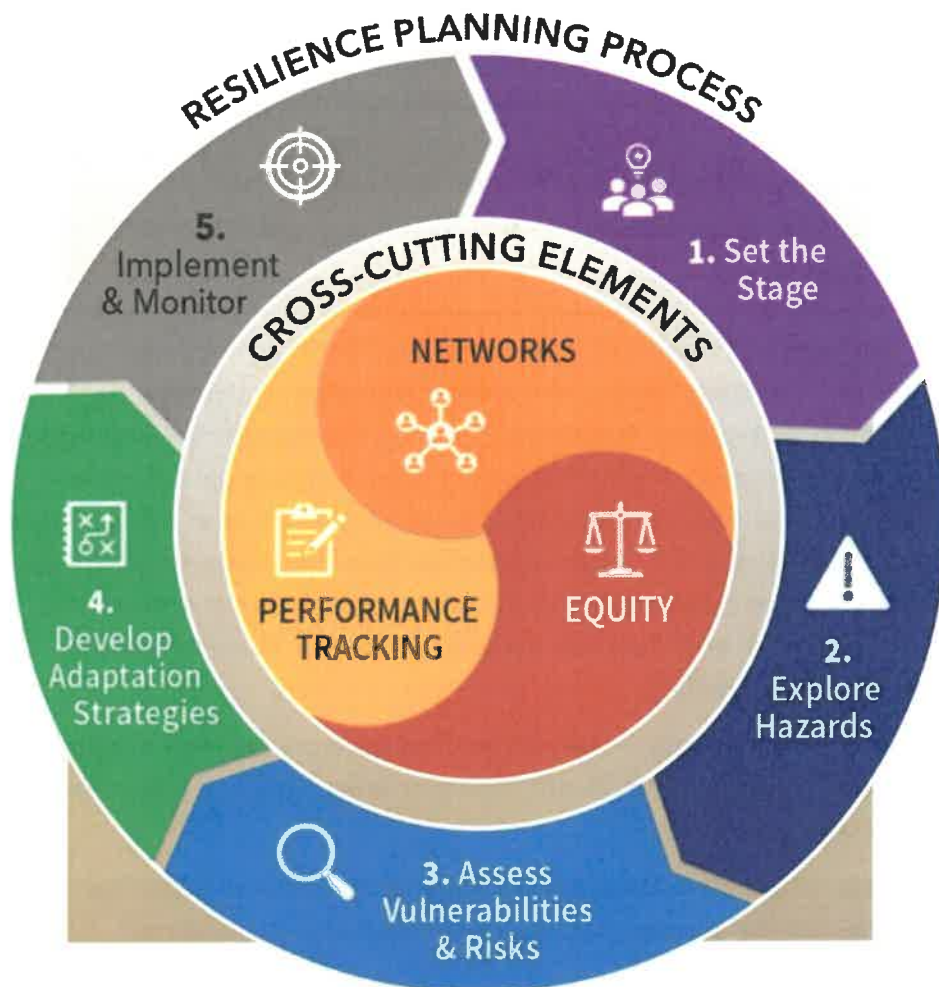 RESILIENCE PLANNING PROCESS
1. Set the
Stage
2.
Explore
Hazards
3. Assess
Vulnerabilities
& Risks
4.
Develop
Adaptation
Strategies
5.
Implement
& Monitor
CROSS-CUTTING ELEMENTS
NETWORKS
EQUITY
PERFORMANCE
TRACKING